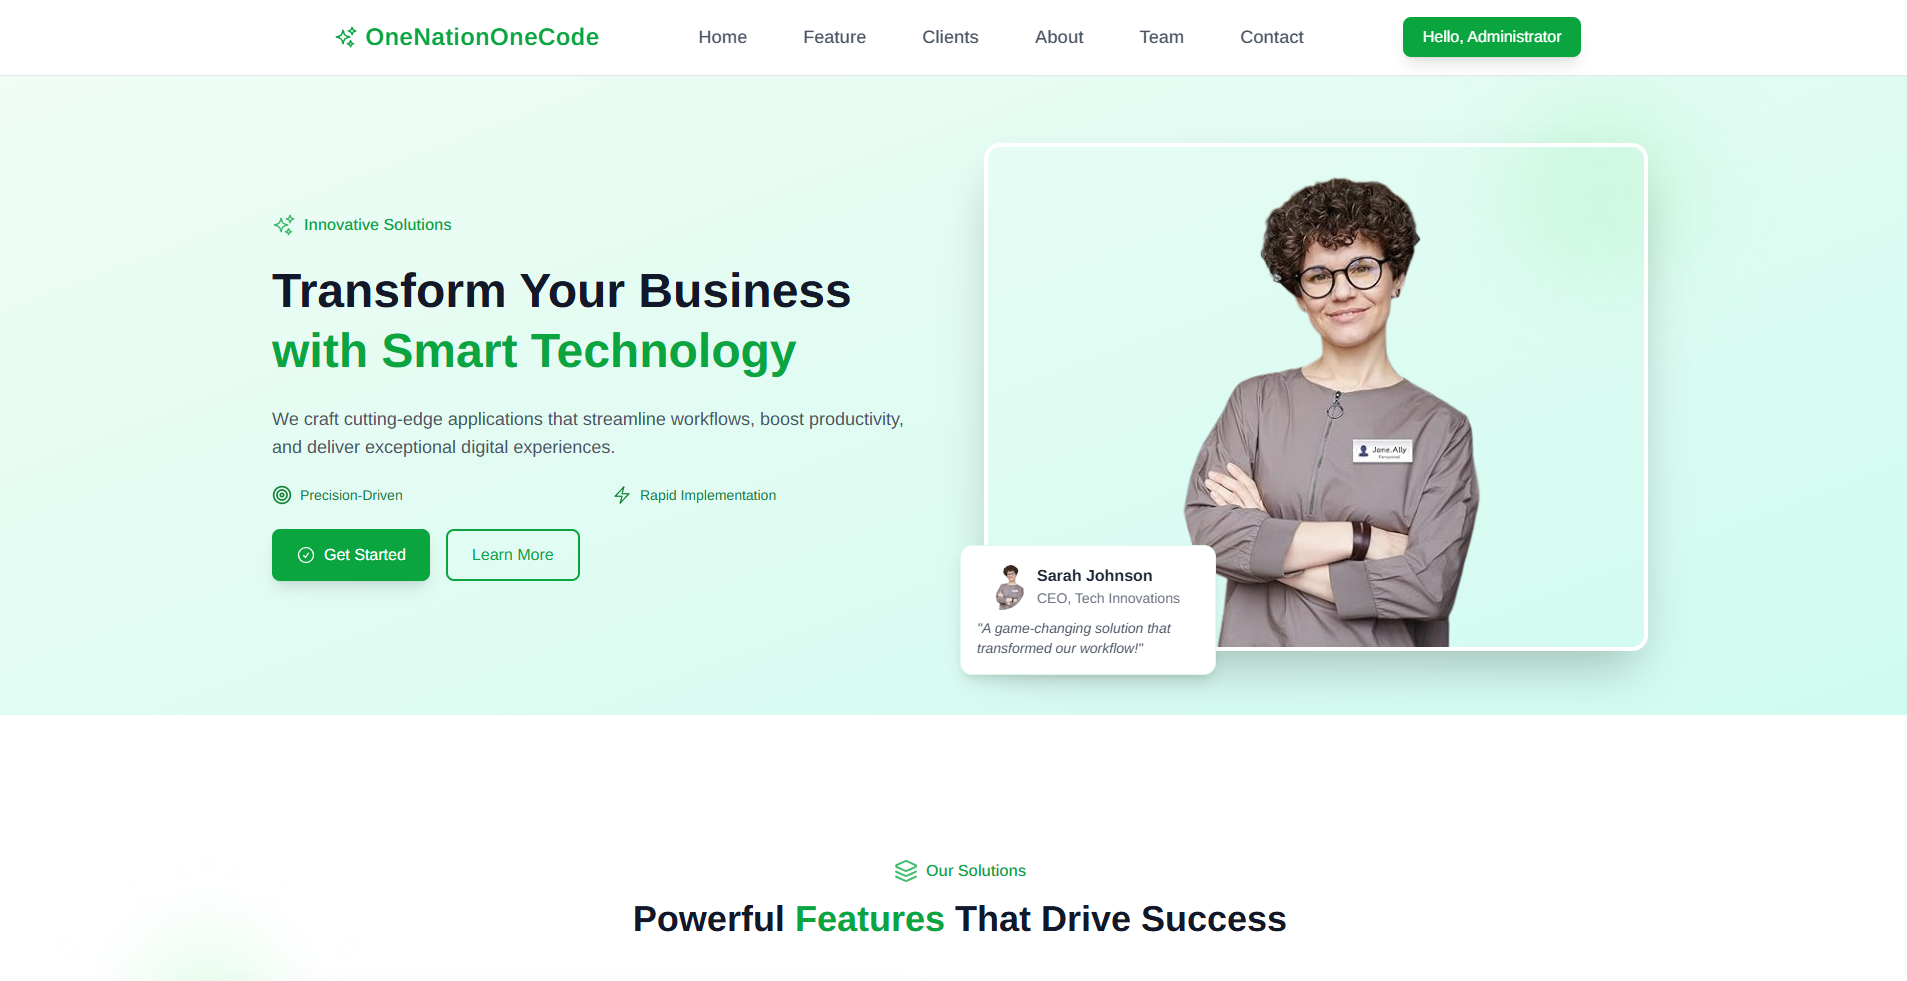 OneNationOneCode
Home
Feature
Clients
About
Team
Contact
Hello, Administrator
Innovative Solutions
Transform Your Business
with Smart Technology
We craft cutting-edge applications that streamline workflows, boost productivity,
and deliver exceptional digital experiences.
Precision-Driven
Rapid Implementation
Get Started
Learn More
Jane.Ally
Sarah Johnson
CEO, Tech Innovations
"A game-changing solution that
transformed our workflow!"
Our Solutions
Powerful Features That Drive Success